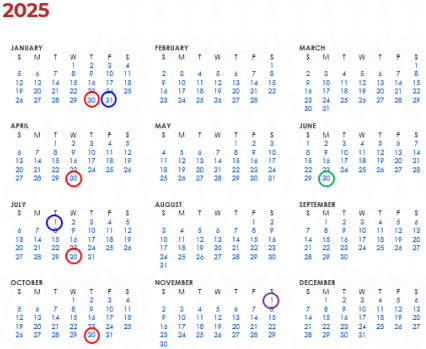 2025
JANUARY
S M T W T F S
1 2 3 4
5 6 7 8 9 10 11
12 13 14 15 16 17 18
19 20 21 22 23 24 25
26 27 28 29 30 31
FEBRUARY
S M T W T F S
1
2 3 4 5 6 7 8
9 10 11 12 13 14 15
16 17 18 19 20 21 22
23 24 25 26 27 28
MARCH
S M T W T F S
1
2 3 4 5 6 7 8
9 10 11 12 13 14 15
16 17 18 19 20 21 22
23 24 25 26 27 28 29
30 31
APRIL
S M T W T F S
1 2 3 4 5
6 7 8 9 10 11 12
13 14 15 16 17 18 19
20 21 22 23 24 25 26
27 28 29 30
MAY
S M T W T F S
1 2 3
4 5 6 7 8 9 10
11 12 13 14 15 16 17
18 19 20 21 22 23 24
25 26 27 28 29 30 31
JUNE
S M T W T F S
1 2 3 4 5 6 7
8 9 10 11 12 13 14
15 16 17 18 19 20 21
22 23 24 25 26 27 28
29 30
JULY
S M T W T F S
1 2 3 4 5
6 7 8 9 10 11 12
13 14 15 16 17 18 19
20 21 22 23 24 25 26
27 28 29 30 31
AUGUST
S M T W T F S
1 2
3 4 5 6 7 8 9
10 11 12 13 14 15 16
17 18 19 20 21 22 23
24 25 26 27 28 29 30
31
SEPTEMBER
S M T W T F S
1 2 3 4 5 6
7 8 9 10 11 12 13
14 15 16 17 18 19 20
21 22 23 24 25 26 27
28 29 30
OCTOBER
S M T W T F S
1 2 3 4
5 6 7 8 9 10 11
12 13 14 15 16 17 18
19 20 21 22 23 24 25
26 27 28 29 30 31
NOVEMBER
S M T W T F S
1
2 3 4 5 6 7 8
9 10 11 12 13 14 15
16 17 18 19 20 21 22
23 24 25 26 27 28 29
30
DECEMBER
S M T W T F S
1 2 3 4 5 6
7 8 9 10 11 12 13
14 15 16 17 18 19 20
21 22 23 24 25 26 27
28 29 30 31